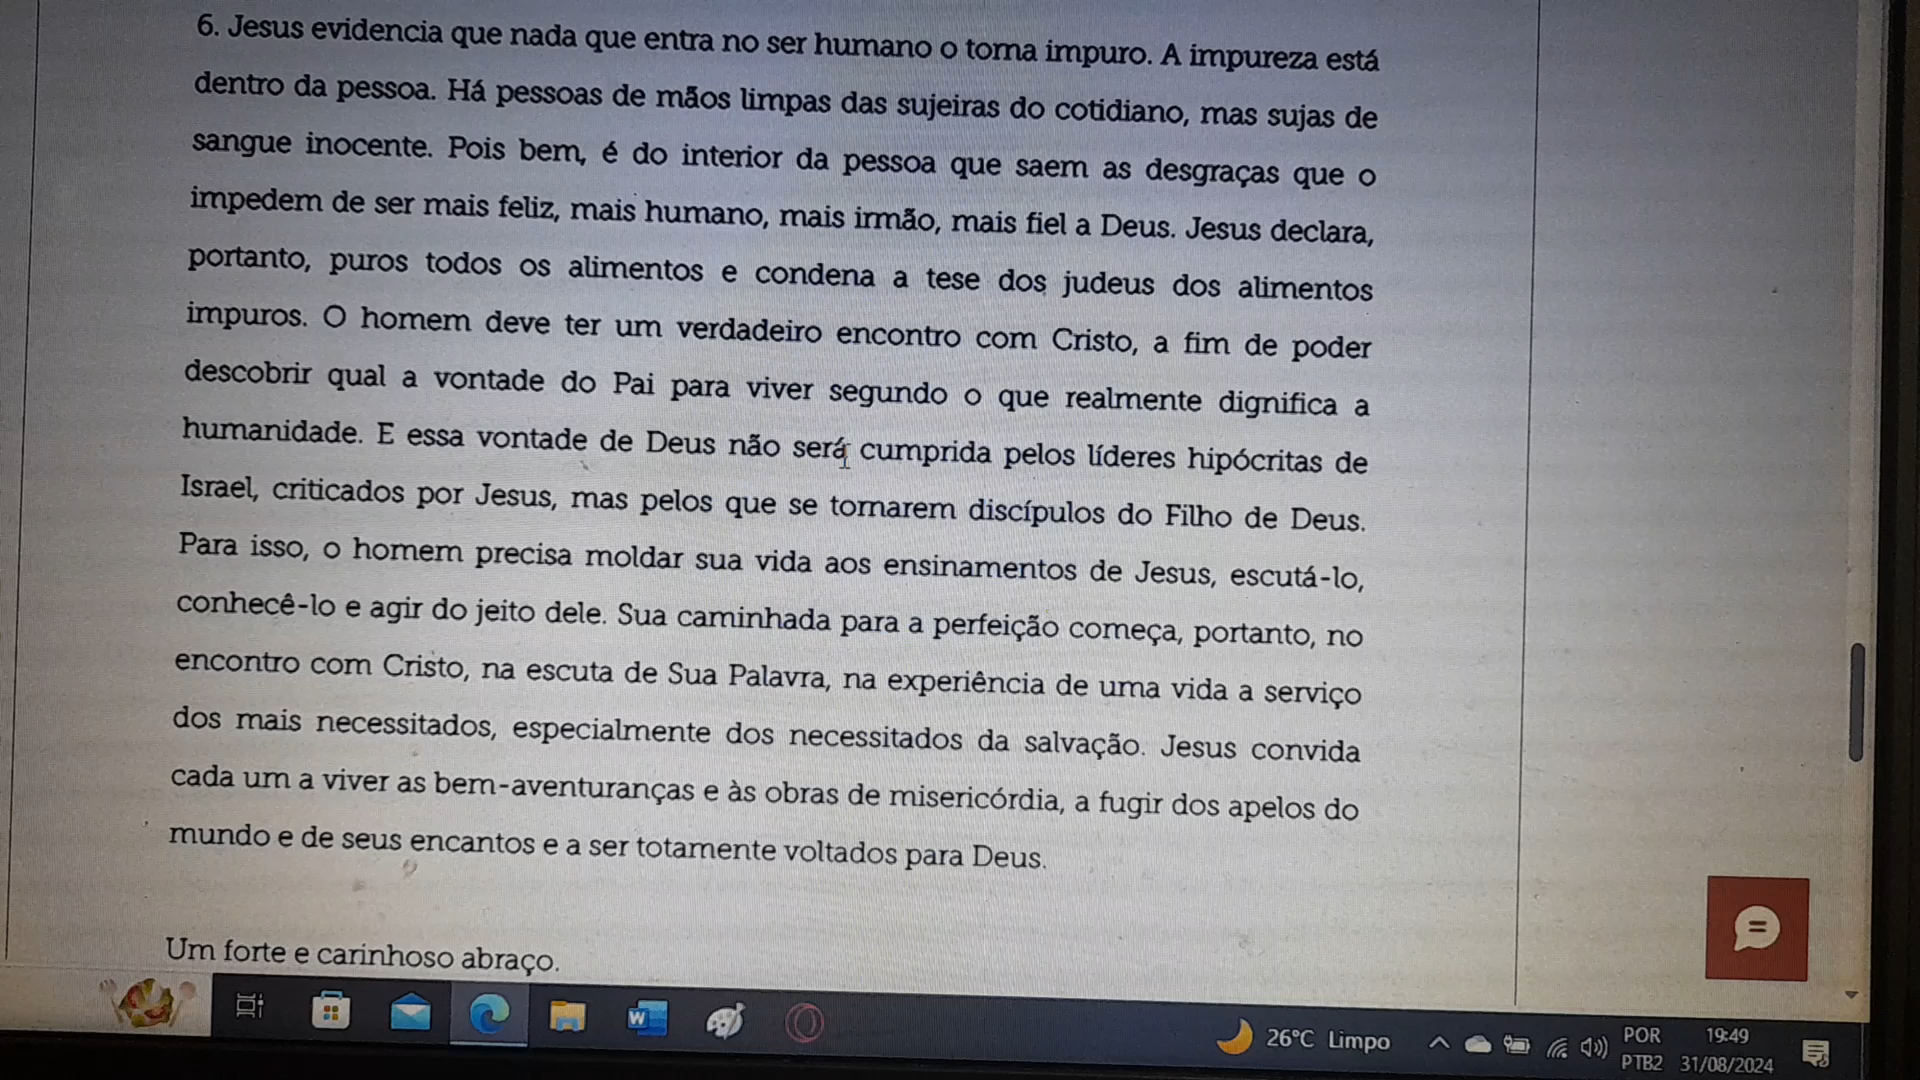 6. Jesus evidencia que nada que entra no ser humano o torna impuro. A impureza está
dentro da pessoa. Há pessoas de mãos limpas das sujeiras do cotidiano, mas sujas de
sangue inocente. Pois bem, é do interior da pessoa que saem as desgraças que o
impedem de ser mais feliz, mais humano, mais irmão, mais fiel a Deus. Jesus declara,
portanto, puros todos os alimentos e condena a tese dos judeus dos alimentos
impuros. O homem deve ter um verdadeiro encontro com Cristo, a fim de poder
descobrir qual a vontade do Pai para viver segundo o que realmente dignifica a
humanidade. E essa vontade de Deus não será cumprida pelos líderes hipócritas de
Israel, criticados por Jesus, mas pelos que se tornarem discípulos do Filho de Deus.
Para isso, o homem precisa moldar sua vida aos ensinamentos de Jesus, escutá-lo,
conhecê-lo e agir do jeito dele. Sua caminhada para a perfeição começa, portanto, no
encontro com Cristo, na escuta de Sua Palavra, na experiência de uma vida a serviço
dos mais necessitados, especialmente dos necessitados da salvação. Jesus convida
cada um a viver as bem-aventuranças e às obras de misericórdia, a fugir dos apelos do
mundo e de seus encantos e a ser totamente voltados para Deus.
Um forte e carinhoso abraço.
W
26°C Limpo
POR
PTB2
19:49
31/08/2024